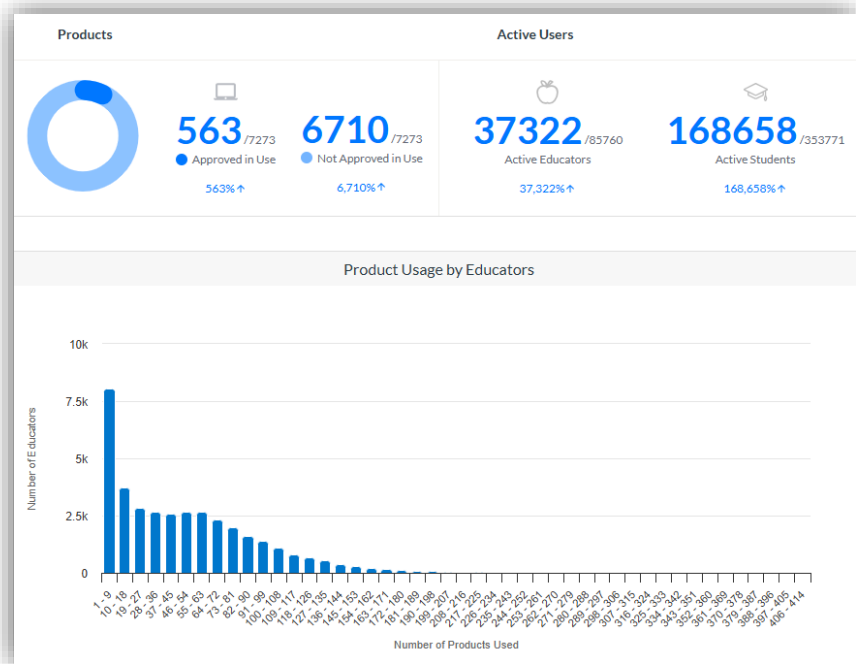 Products
Active Users
563/7273
6710/7273
37322/85760
168658/353771
Approved in Use
Not Approved in Use
Active Educators
Active Students
563%↑
6,710%↑
37,322%↑
168,658%↑
Product Usage by Educators
10k
7.5k
5k
2.5k
0
Number of Educators
1 - 9
10 - 18
19 - 27
28 - 36
37 - 45
46 - 54
55 - 63
64 - 72
73 - 81
82 - 90
91 - 99
100 - 108
109 - 117
118 - 126
127 - 135
136 - 144
145 - 153
154 - 162
163 - 171
172 - 180
181 - 189
190 - 198
199 - 207
208 - 216
217 - 225
226 - 234
235 - 243
244 - 252
253 - 261
262 - 270
271 - 279
280 - 288
289 - 297
298 - 306
307 - 315
316 - 324
325 - 333
334 - 342
343 - 351
352 - 360
361 - 369
370 - 378
379 - 387
388 - 396
397 - 405
406 - 414
Number of Products Used